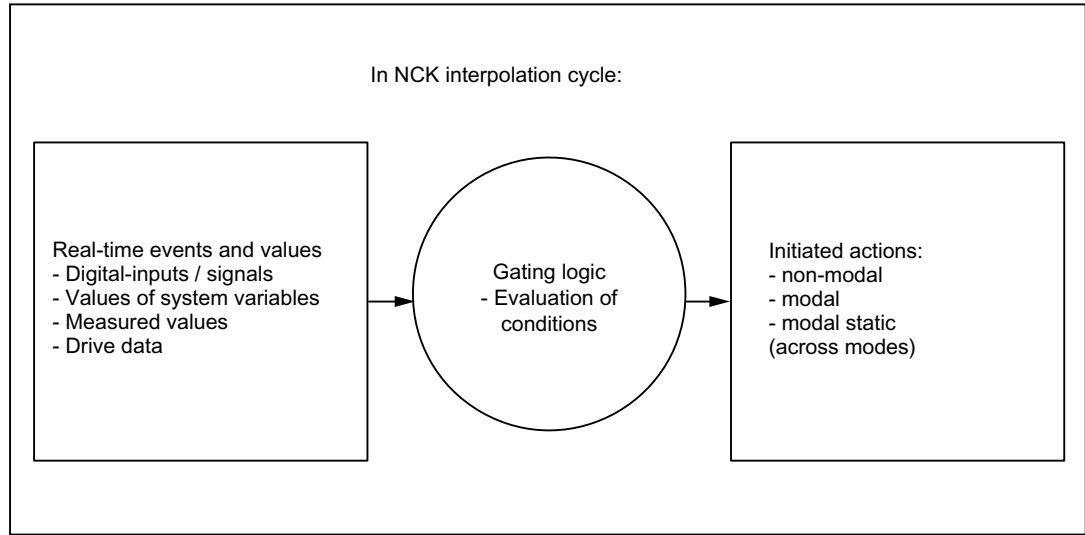 In NCK interpolation cycle:
Real-time events and values
- Digital-inputs / signals
- Values of system variables
- Measured values
- Drive data
Gating logic
- Evaluation of
conditions
Initiated actions:
- non-modal
- modal
- modal static
(across modes)